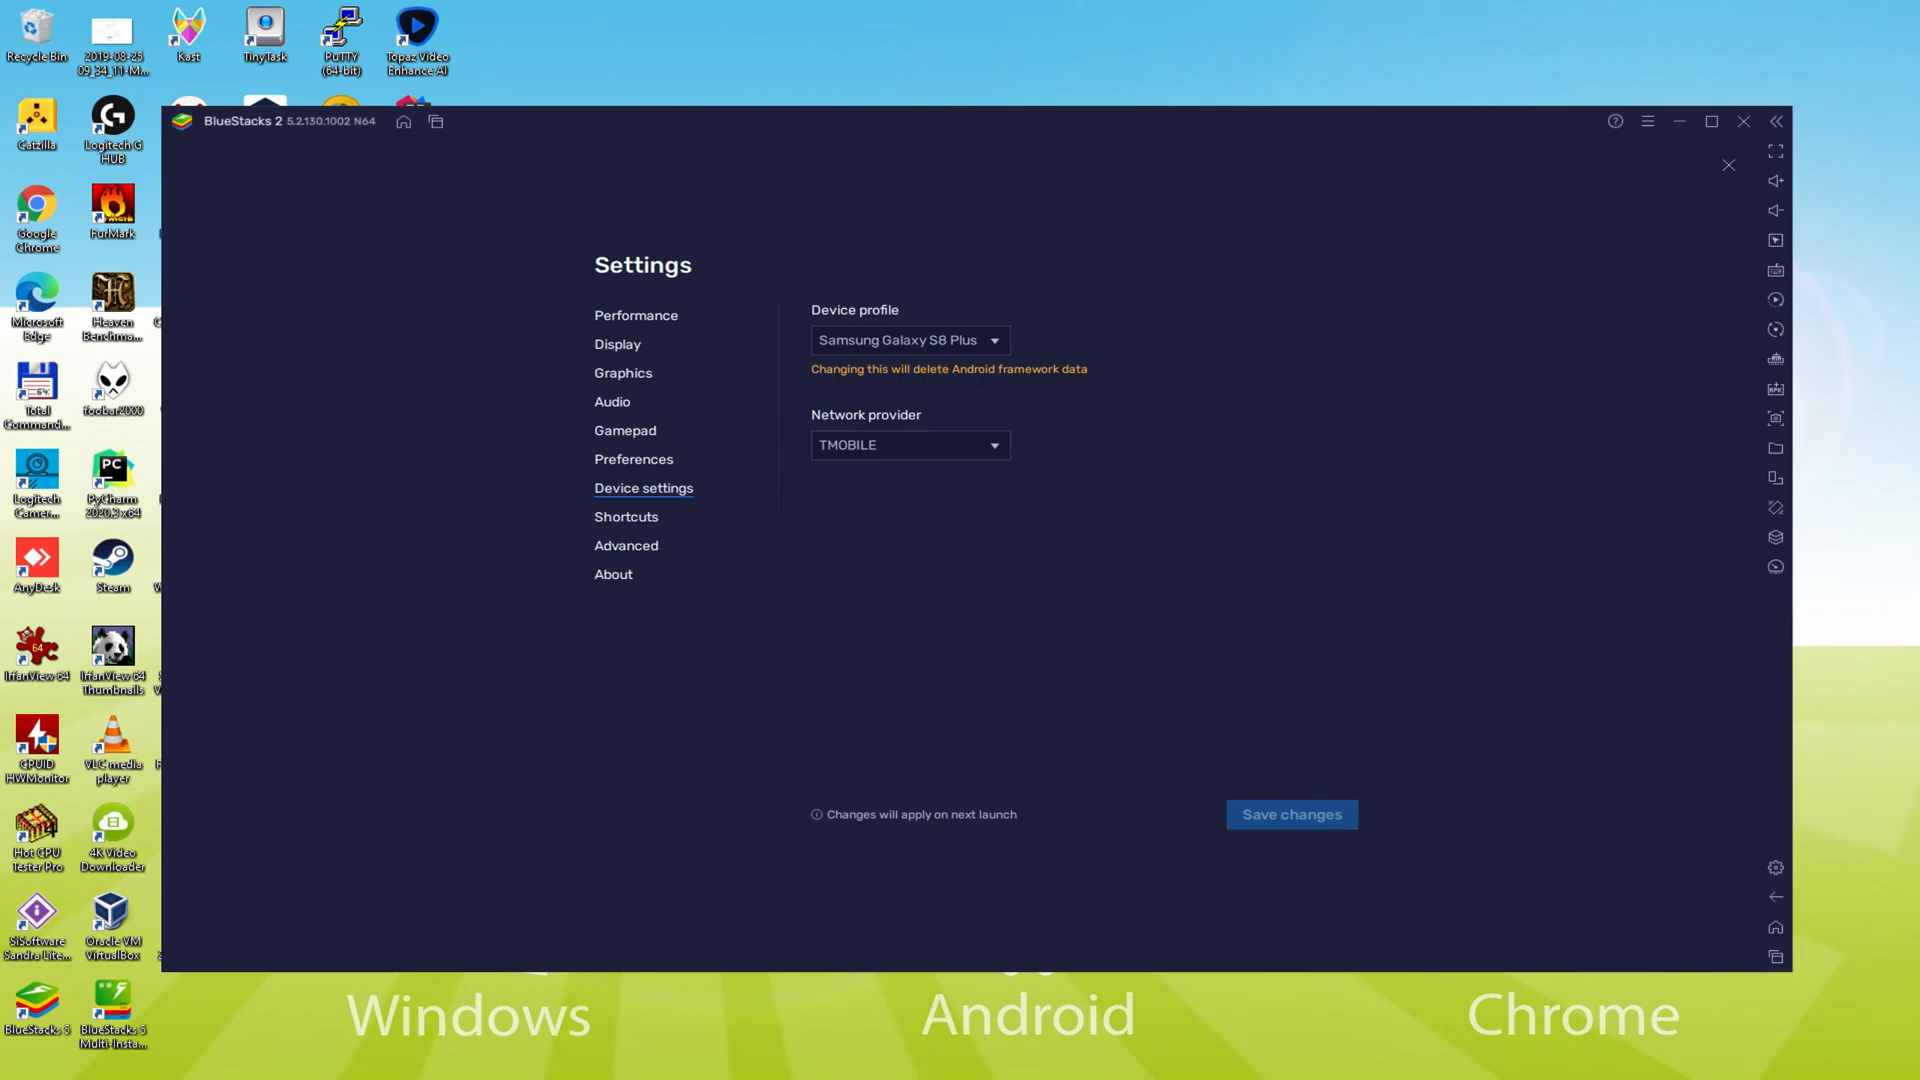 Recycle Bin
2019-08-25
09_34_11-M...
Kast
TinyTask
PuTTY
(64-bit)
Topaz Video
Enhance AI
Catzilla
Logitech G
HUB
BlueStacks 2 5.2.130.1002 N64
Google
Chrome
FurMark
Settings
Performance
Display
Graphics
Audio
Gamepad
Preferences
Device settings
Shortcuts
Advanced
About
Device profile
Samsung Galaxy S8 Plus
Changing this will delete Android framework data
Network provider
TMOBILE
Changes will apply on next launch
Save changes
Microsoft
Edge
Heaven
Benchma...
Total
Command...
foobar2000
Logitech
Camer...
PC
PyCharm
2020.3 x64
AnyDesk
Steam
64
IrfanView 64
IrfanView 64
Thumbnails
CPUID
HWMonitor
VLC media
player
Hot CPU
Tester Pro
4K Video
Downloader
SiSoftware
Sandra Lite...
Oracle VM
VirtualBox
BlueStacks 5
BlueStacks 5
Multi-Insta...
Windows
Android
Chrome